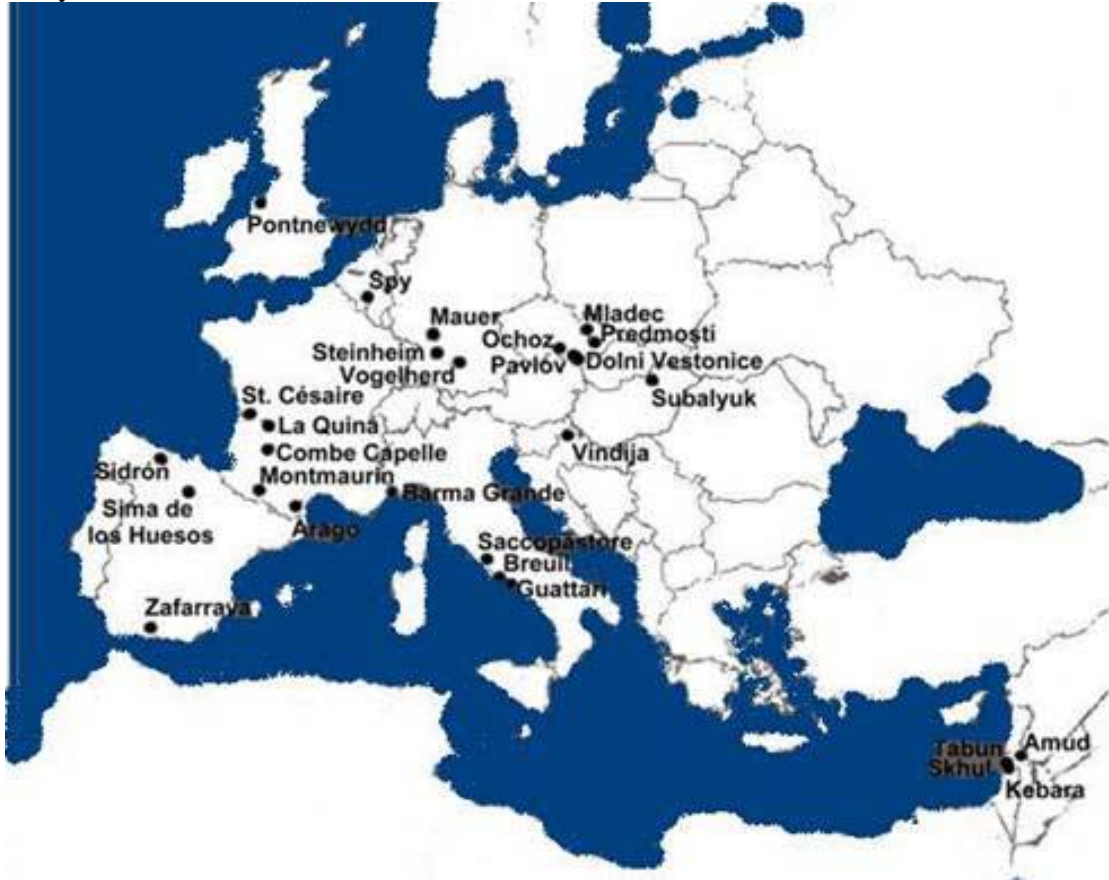 Pontnewydd
Spy
Mauer
Mladec
Ochoz
Predmosti
Steinheim
Pavlóv
Dolni Vestonice
Vogelherd
Subalyuk
St. Césaire
La Quina
Vindija
Combe Capelle
Sidrón
Montmaurin
Barma Grande
Sima de
los Huesos
Arago
Saccopastore
Breuil
Guattari
Zafarraya
Tabun
Amud
Skhul
Kebara